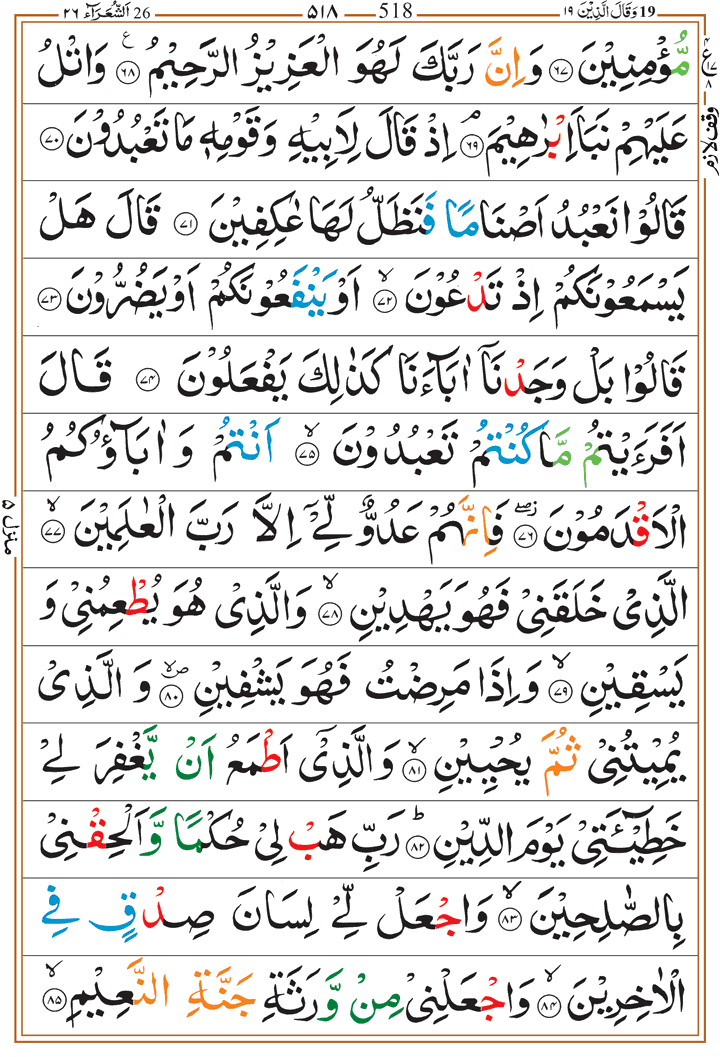 19 وَقَالَ الَّذِيْنَ ١٩ 518 ٥١٨ 26 اَلشُّعَرَآء ٢٦
مُّؤْمِنِيْنَ ۝٦٧ وَاِنَّ رَبَّكَ لَهُوَ الْعَزِيْزُ الرَّحِيْمُ ۝٦٨ ع وَاتْلُ
عَلَيْهِمْ نَبَاَ اِبْرٰهِيْمَ ۝٦٩ۘ اِذْ قَالَ لِاَبِيْهِ وَقَوْمِهٖ مَا تَعْبُدُوْنَ ۝٧٠
قَالُوْا نَعْبُدُ اَصْنَامًا فَنَظَلُّ لَهَا عٰكِفِيْنَ ۝٧١ قَالَ هَلْ
يَسْمَعُوْنَكُمْ اِذْ تَدْعُوْنَ ۝٧٢ۙ اَوْ يَنْفَعُوْنَكُمْ اَوْ يَضُرُّوْنَ ۝٧٣
قَالُوْا بَلْ وَجَدْنَاۤ اٰبَآءَنَا كَذٰلِكَ يَفْعَلُوْنَ ۝٧٤ قَالَ
اَفَرَءَيْتُمْ مَّا كُنْتُمْ تَعْبُدُوْنَ ۝٧٥ۙ اَنْتُمْ وَاٰبَآؤُكُمُ
الْاَقْدَمُوْنَ ۝٧٦ۖ فَاِنَّهُمْ عَدُوٌّ لِّيْۤ اِلَّا رَبَّ الْعٰلَمِيْنَ ۝٧٧ۙ
الَّذِيْ خَلَقَنِيْ فَهُوَ يَهْدِيْنِ ۝٧٨ۙ وَالَّذِيْ هُوَ يُطْعِمُنِيْ وَ
يَسْقِيْنِ ۝٧٩ۙ وَاِذَا مَرِضْتُ فَهُوَ يَشْفِيْنِ ۝٨٠ وَالَّذِيْ
يُمِيْتُنِيْ ثُمَّ يُحْيِيْنِ ۝٨١ۙ وَالَّذِيْۤ اَطْمَعُ اَنْ يَّغْفِرَ لِيْ
خَطِيْٓـَٔتِيْ يَوْمَ الدِّيْنِ ۝٨٢ؕ رَبِّ هَبْ لِيْ حُكْمًا وَّاَلْحِقْنِيْ
بِالصّٰلِحِيْنَ ۝٨٣ۙ وَاجْعَلْ لِّيْ لِسَانَ صِدْقٍ فِي
الْاٰخِرِيْنَ ۝٨٤ۙ وَاجْعَلْنِيْ مِنْ وَّرَثَةِ جَنَّةِ النَّعِيْمِ ۝٨٥ۙ
وقف لازم
منزل ۵